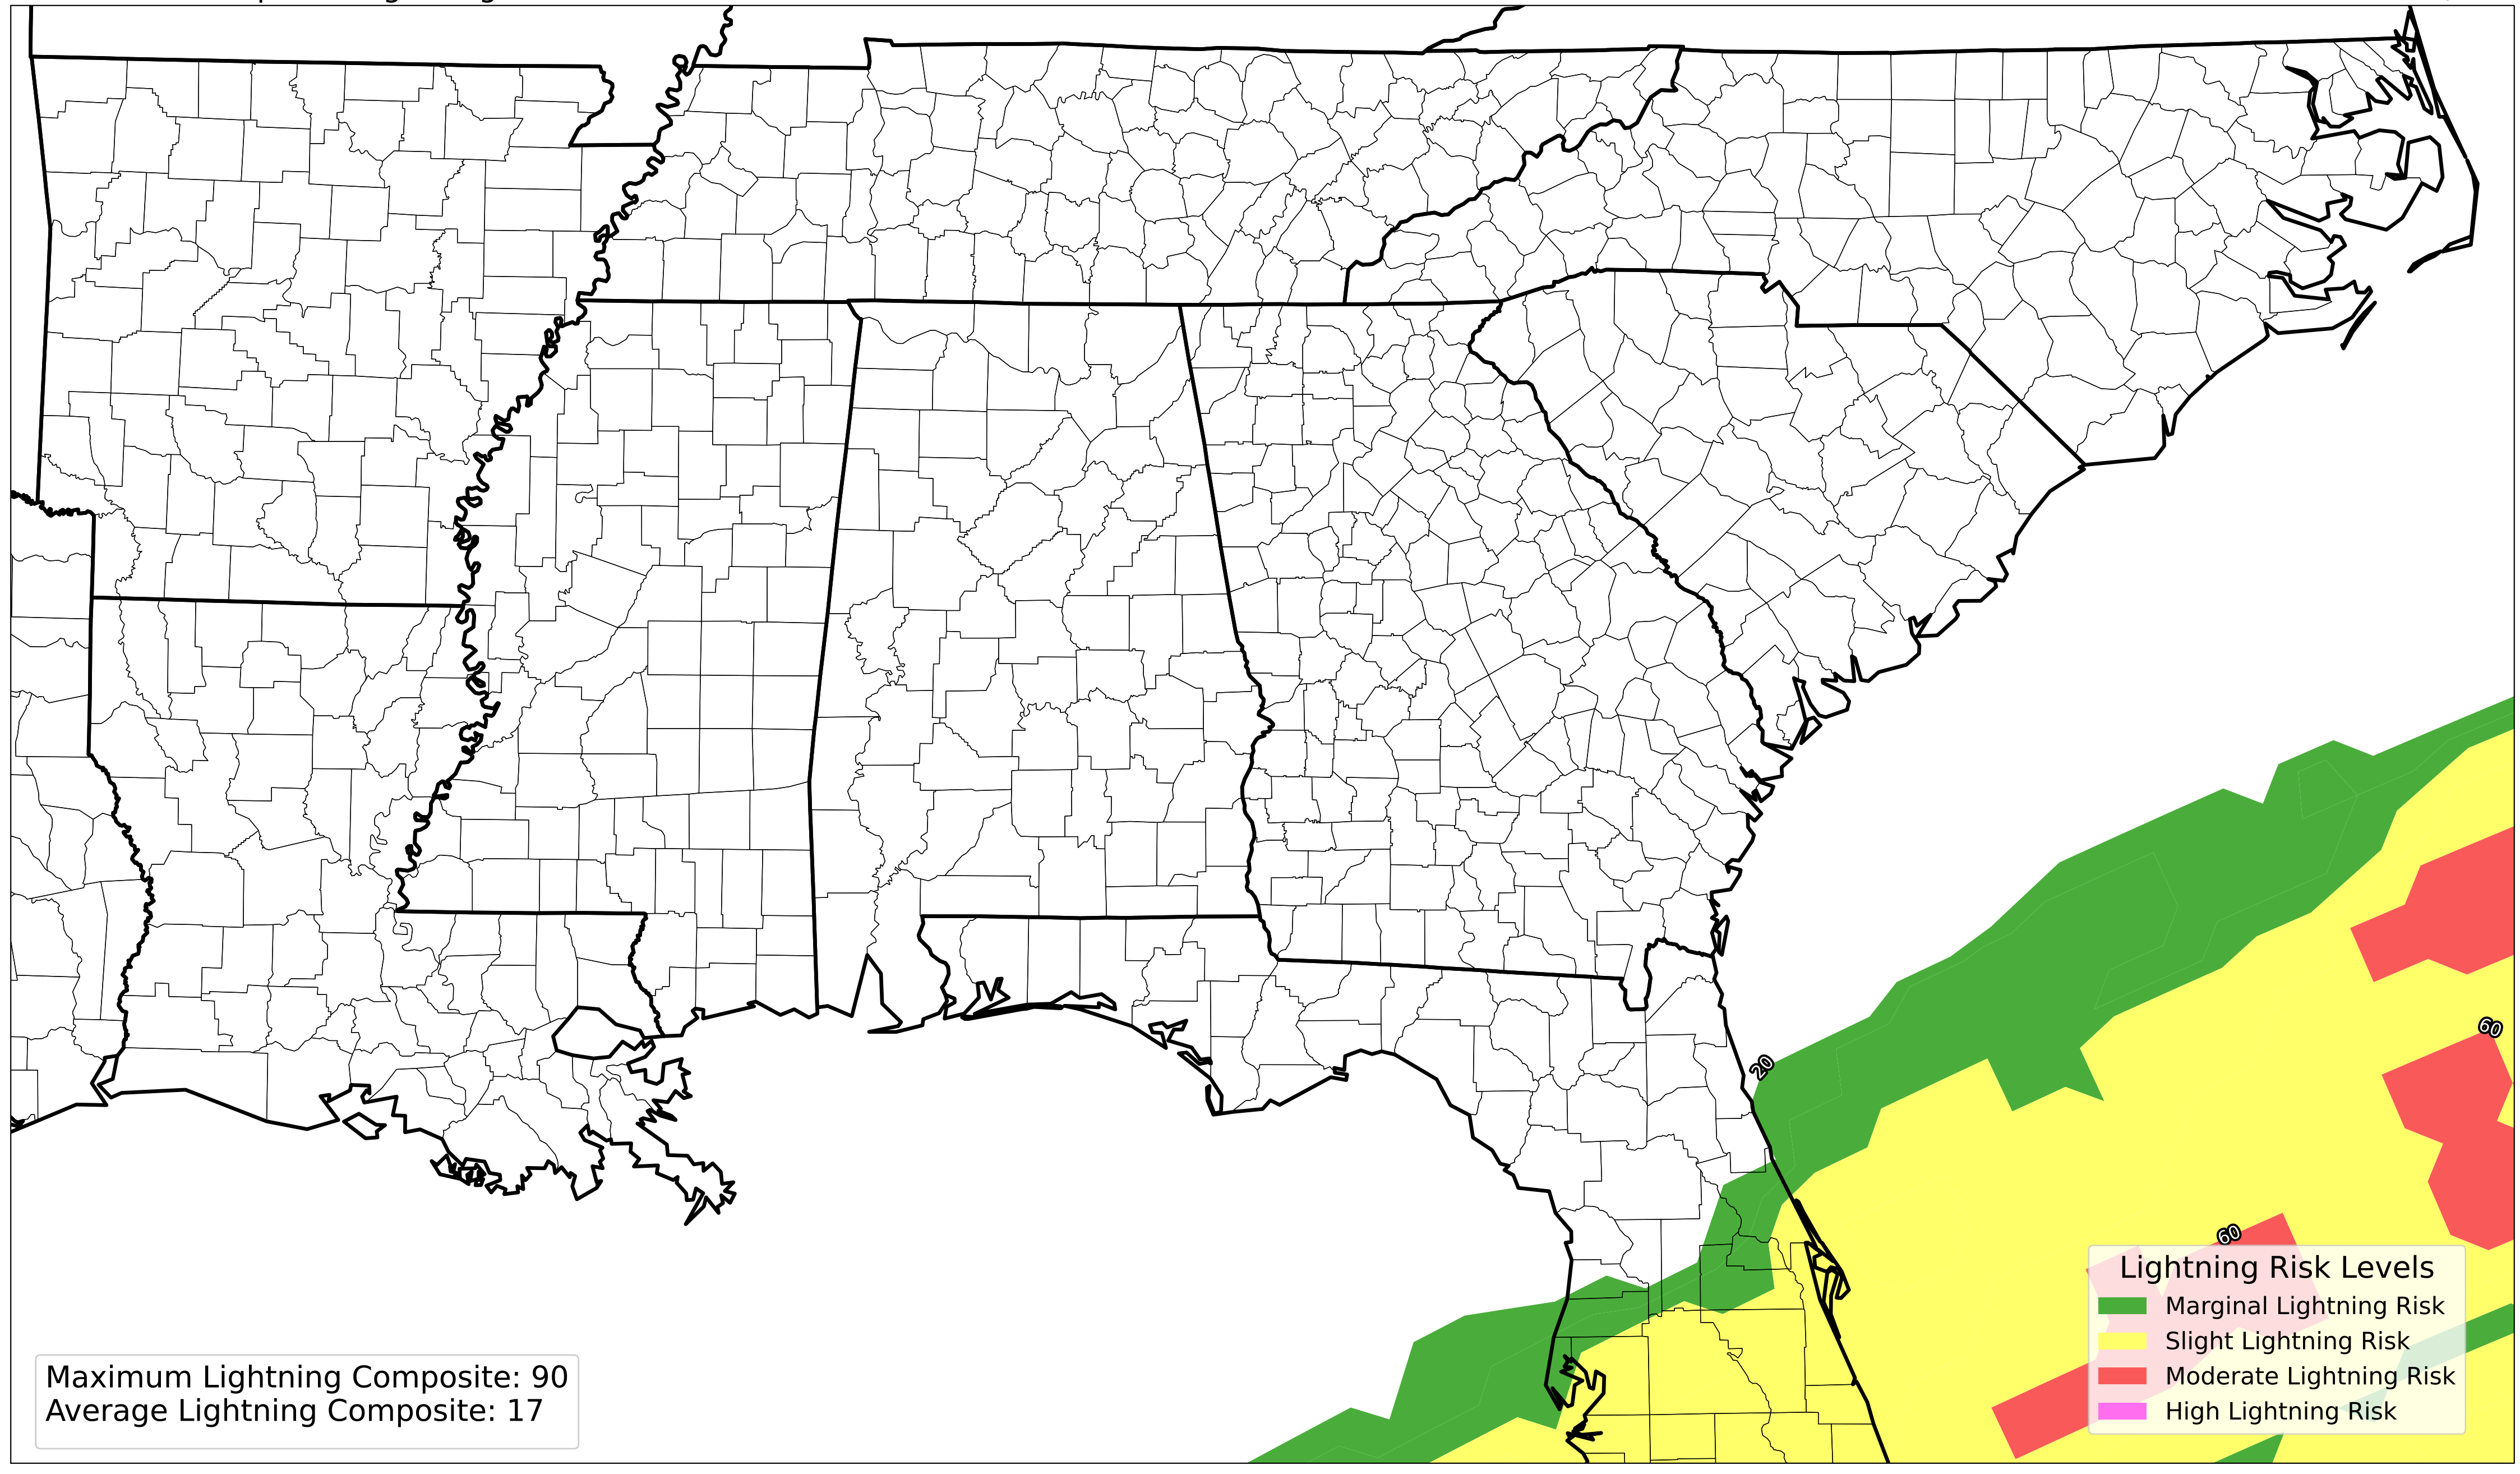 20
60
60
Lightning Risk Levels
Marginal Lightning Risk
Slight Lightning Risk
Moderate Lightning Risk
High Lightning Risk
Maximum Lightning Composite: 90
Average Lightning Composite: 17